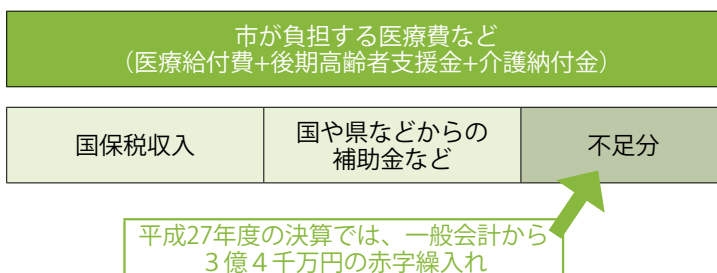 市が負担する医療費など
（医療給付費+後期高齢者支援金+介護納付金）
国保税収入
国や県などからの
補助金など
不足分
平成27年度の決算では、一般会計から
３億４千万円の赤字繰入れ